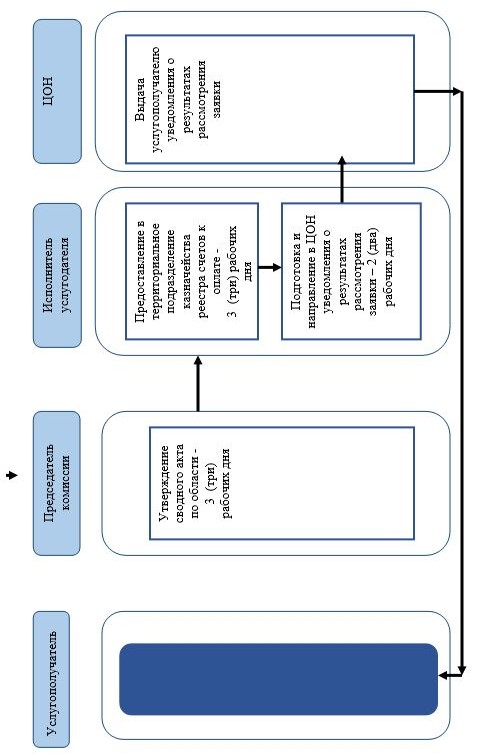 Услугополучатель
Председатель
комиссии
Исполнитель
услугодателя
ЦОН
Утверждение
сводного акта
по области -
3 (три)
рабочих дня
Предоставление в
территориальное
подразделение
казначейства
реестра счетов к
оплате -
3 (три) рабочих
дня
Подготовка и
направление в ЦОН
уведомления о
результатах
рассмотрения
заявки – 2 (два)
рабочих дня
Выдача
услугополучателю
уведомления о
результатах
рассмотрения
заявки